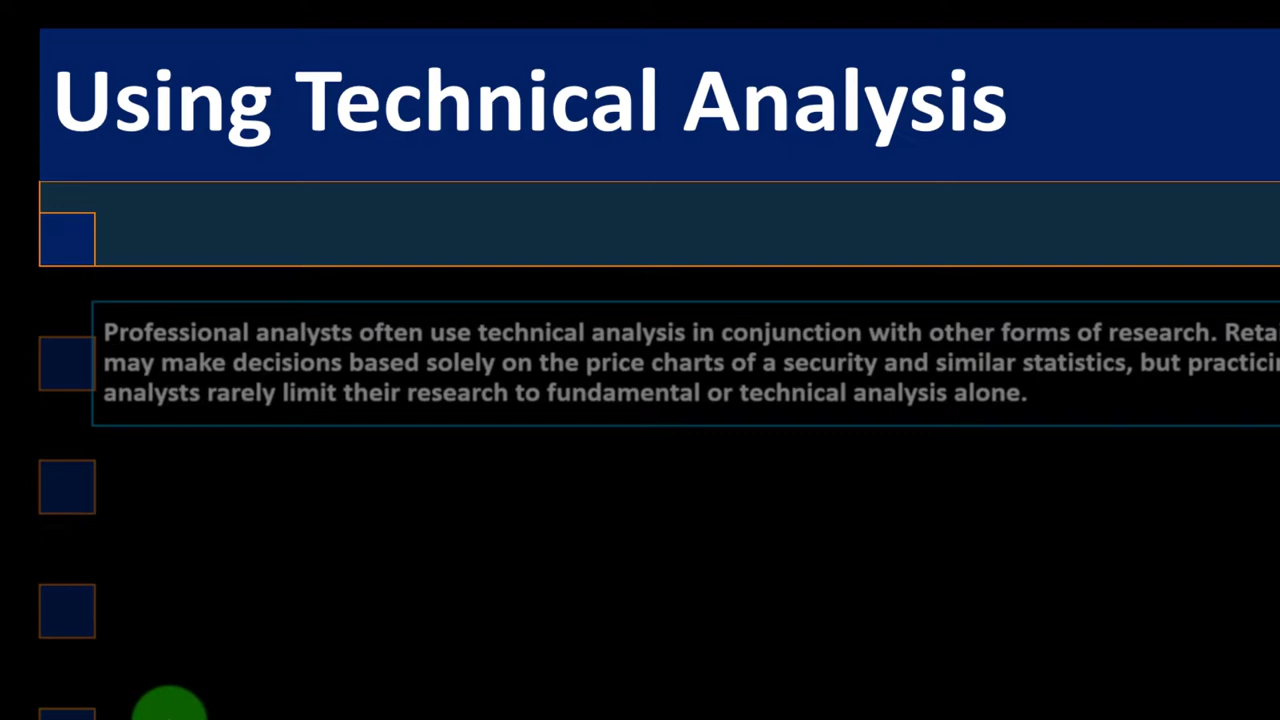 Using Technical Analysis
Professional analysts often use technical analysis in conjunction with other forms of research. Reta
may make decisions based solely on the price charts of a security and similar statistics, but practicin
analysts rarely limit their research to fundamental or technical analysis alone.